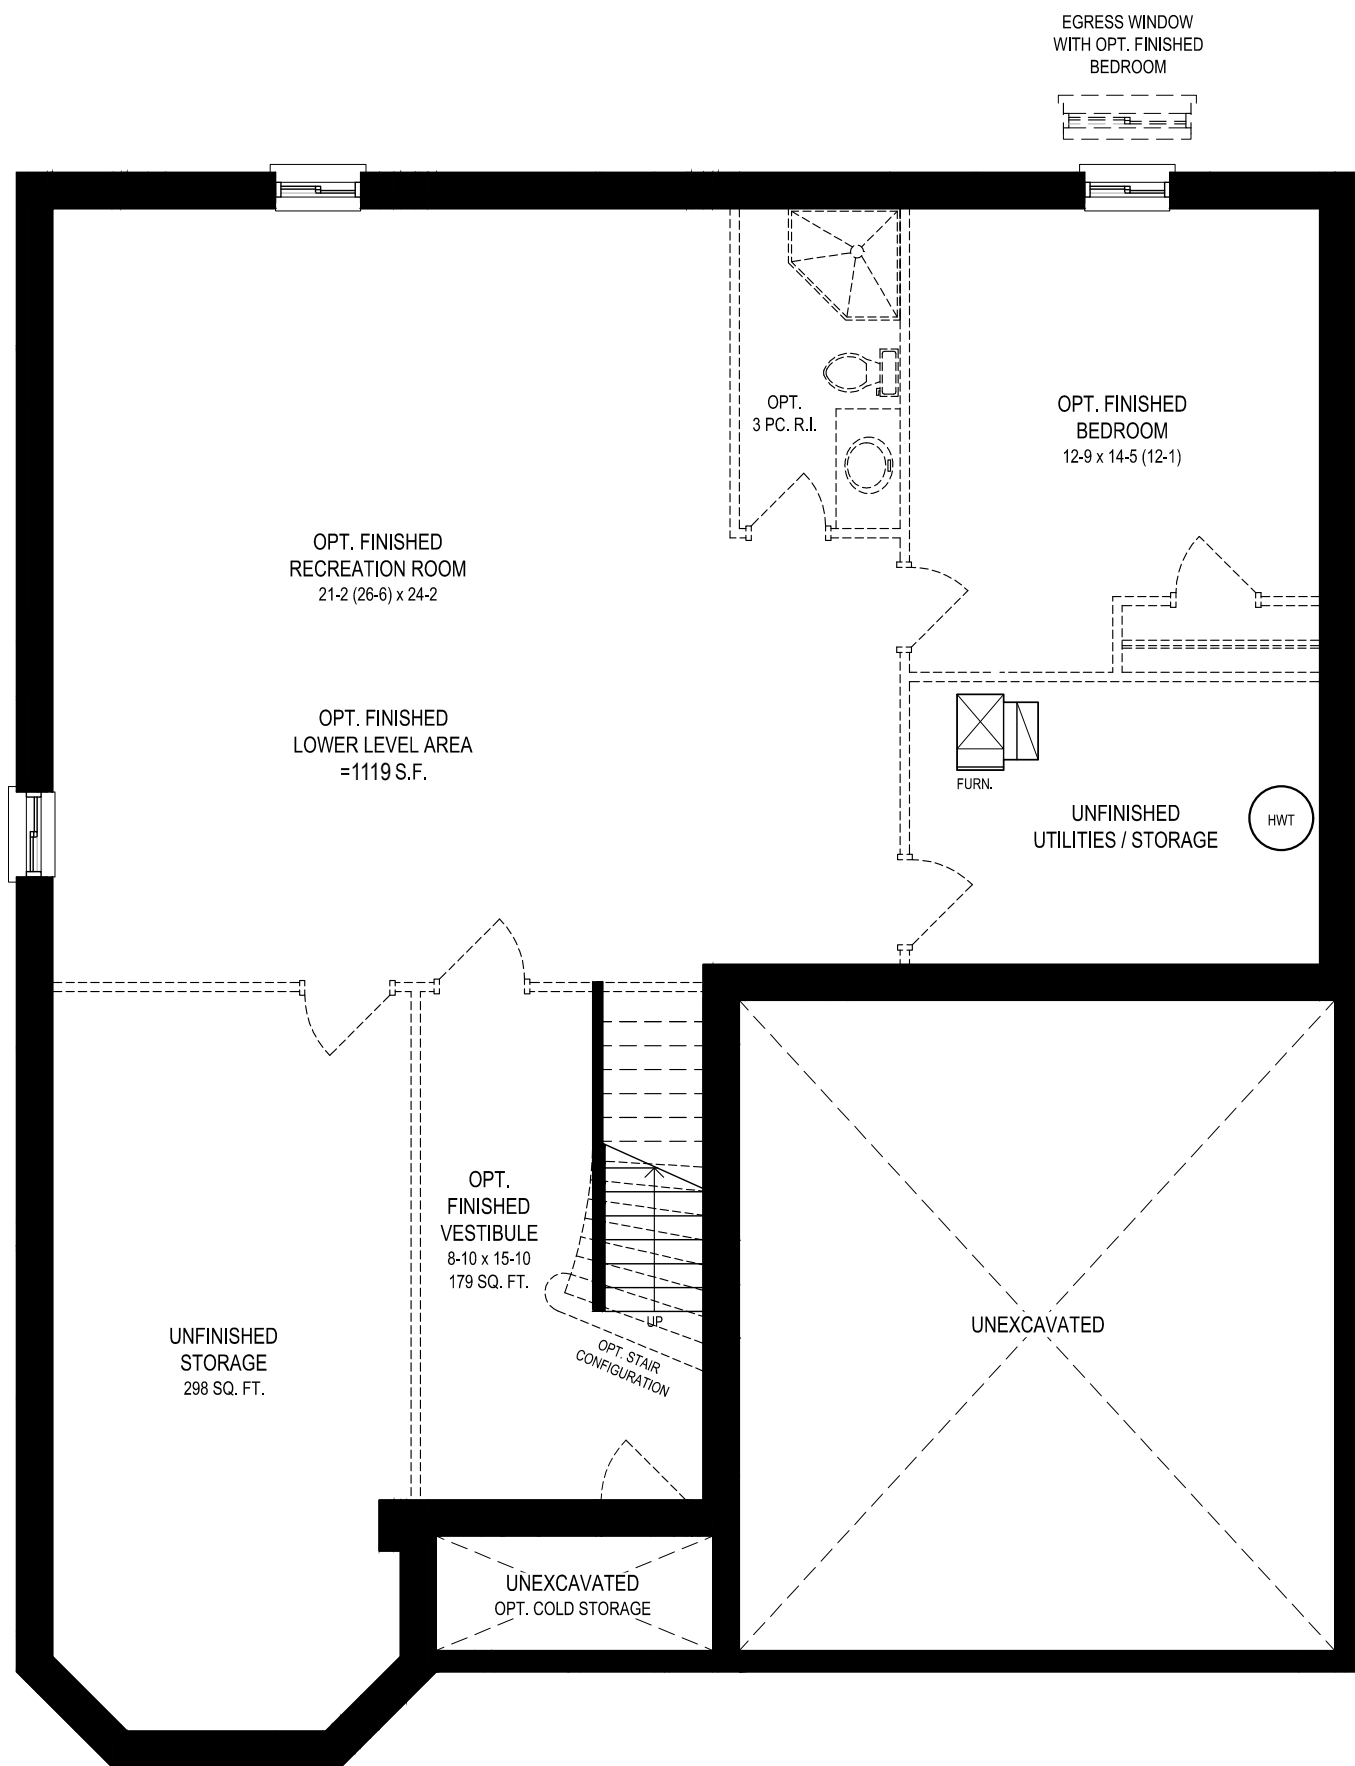 EGRESS WINDOW
WITH OPT. FINISHED
BEDROOM
OPT.
3 PC. R.I.
OPT. FINISHED
BEDROOM
12-9 x 14-5 (12-1)
OPT. FINISHED
RECREATION ROOM
21-2 (26-6) x 24-2
OPT. FINISHED
LOWER LEVEL AREA
=1119 S.F.
FURN.
UNFINISHED
UTILITIES / STORAGE
HWT
OPT.
FINISHED
VESTIBULE
8-10 x 15-10
179 SQ. FT.
UP
OPT. STAIR
CONFIGURATION
UNFINISHED
STORAGE
298 SQ. FT.
UNEXCAVATED
UNEXCAVATED
OPT. COLD STORAGE